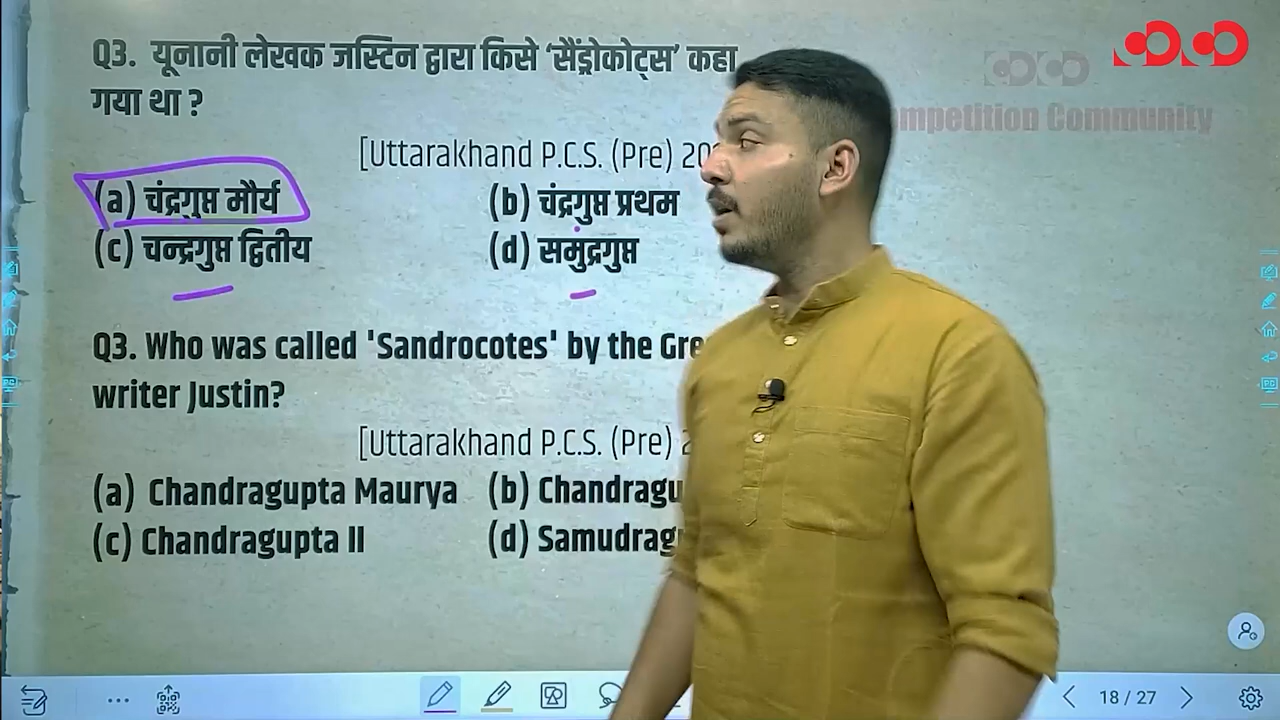 Q3. यूनानी लेखक जस्टिन द्वारा किसे 'सैंड्रोकोट्स' कहा
गया था ?
[Uttarakhand P.C.S. (Pre)
(a) चंद्रगुप्त मौर्य (b) चंद्रगुप्त प्रथम
(c) चन्द्रगुप्त द्वितीय (d) समुद्रगुप्त
Q3. Who was called 'Sandrocotes' by the
writer Justin?
[Uttarakhand P.C.S. (Pre)
(a) Chandragupta Maurya (b)
(c) Chandragupta II (d)
Community
18 / 27